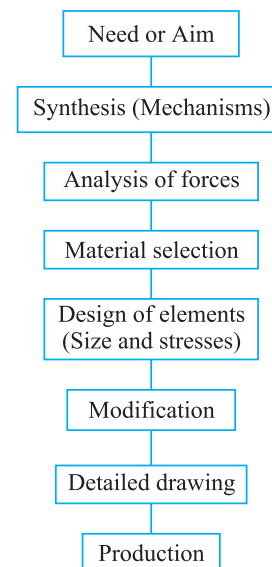 Need or Aim
Synthesis (Mechanisms)
Analysis of forces
Material selection
Design of elements
(Size and stresses)
Modification
Detailed drawing
Production